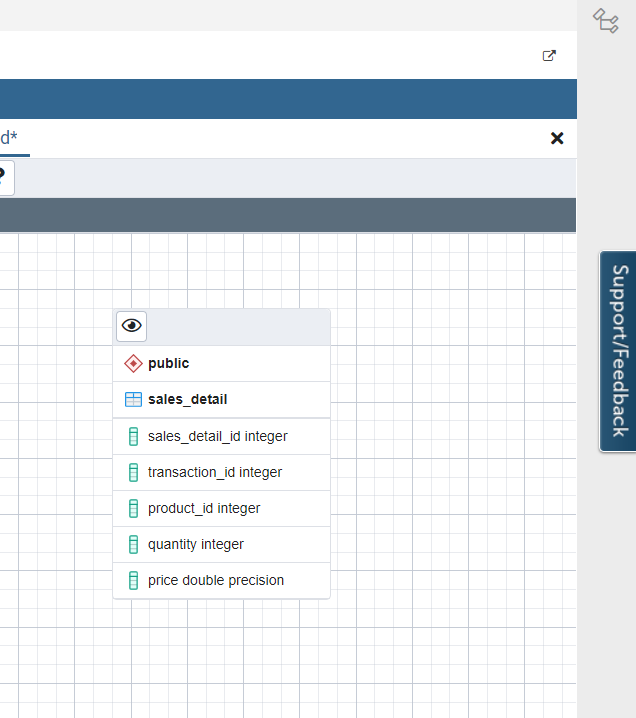 d*
?
public
sales_detail
sales_detail_id integer
transaction_id integer
product_id integer
quantity integer
price double precision
Support/Feedback